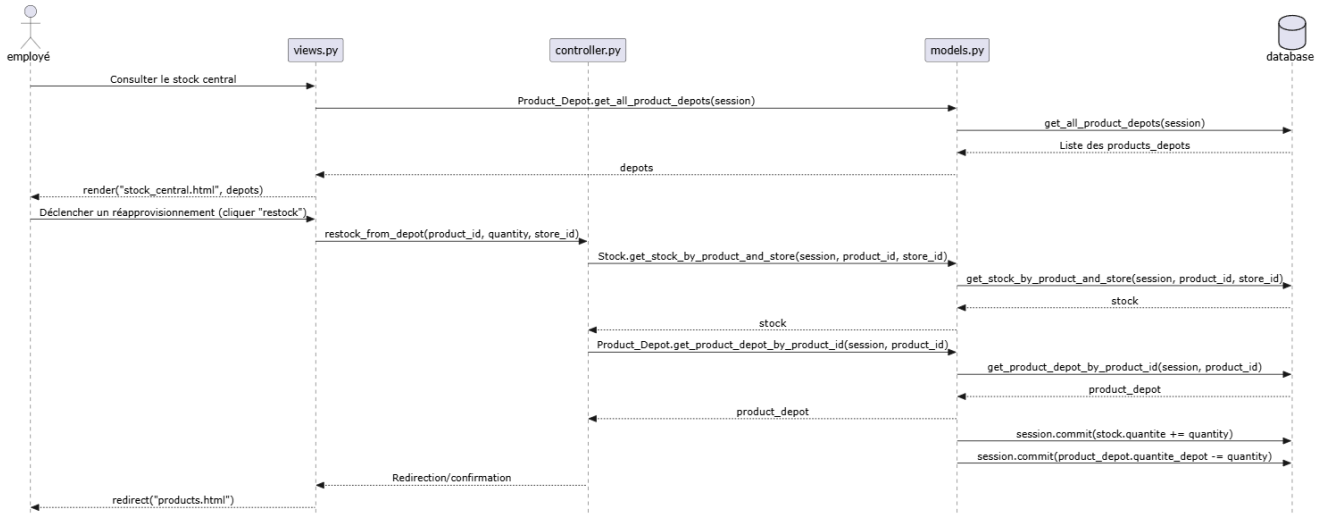 employé
views.py
controller.py
models.py
database
Consulter le stock central
Product_Depot.get_all_product_depots(session)
get_all_product_depots(session)
Liste des products_depots
depots
render("stock_central.html", depots)
Déclencher un réapprovisionnement (cliquer "restock")
restock_from_depot(product_id, quantity, store_id)
Stock.get_stock_by_product_and_store(session, product_id, store_id)
get_stock_by_product_and_store(session, product_id, store_id)
stock
stock
Product_Depot.get_product_depot_by_product_id(session, product_id)
get_product_depot_by_product_id(session, product_id)
product_depot
product_depot
session.commit(stock.quantite += quantity)
session.commit(product_depot.quantite_depot -= quantity)
Redirection/confirmation
redirect("products.html")